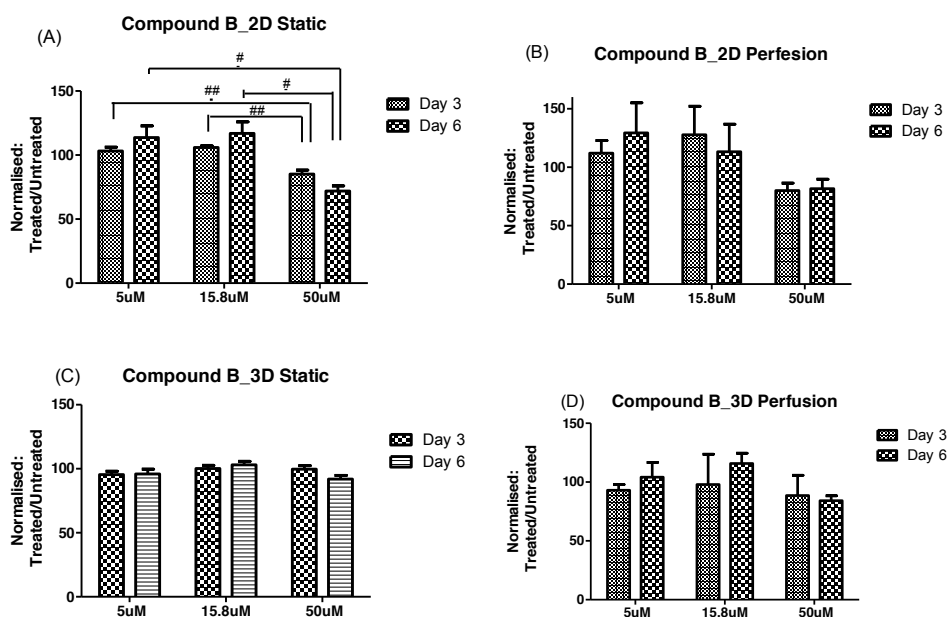 (A)
Compound B_2D Static
Normalised:
Treated/Untreated
150
100
50
0
#
##
#
##
5uM
15.8uM
50uM
Day 3
Day 6
(B)
Compound B_2D Perfesion
Normalised:
Treated/Untreated
150
100
50
0
5uM
15.8uM
50uM
Day 3
Day 6
(C)
Compound B_3D Static
Normalised:
Treated/Untreated
150
100
50
0
5uM
15.8uM
50uM
Day 3
Day 6
(D)
Compound B_3D Perfusion
Normalised:
Treated/Untreated
150
100
50
0
5uM
15.8uM
50uM
Day 3
Day 6